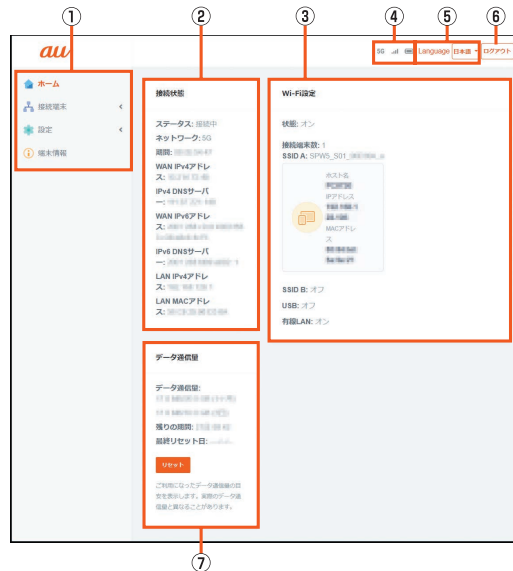 ① ② ③ ④ ⑤ ⑥
au
5G
Language 日本語
ログアウト
ホーム
接続端末
設定
端末情報
接続状態
ステータス: 接続中
ネットワーク: 5G
期間:
WAN IPv4アドレ
ス:
IPv4 DNSサーバ
ー:
WAN IPv6アドレ
ス:
IPv6 DNSサーバ
ー:
LAN IPv4アドレ
ス:
LAN MACアドレ
ス:
Wi-Fi設定
状態: オン
接続端末数: 1
SSID A: SPW5_S01_
ホスト名
IPアドレス
MACアドレ
ス
SSID B: オフ
USB: オフ
有線LAN: オン
データ通信量
データ通信量:
残りの期間:
最終リセット日:
リセット
ご利用になったデータ通信量の目
安を表示します。実際のデータ通
信量と異なることがあります。
⑦